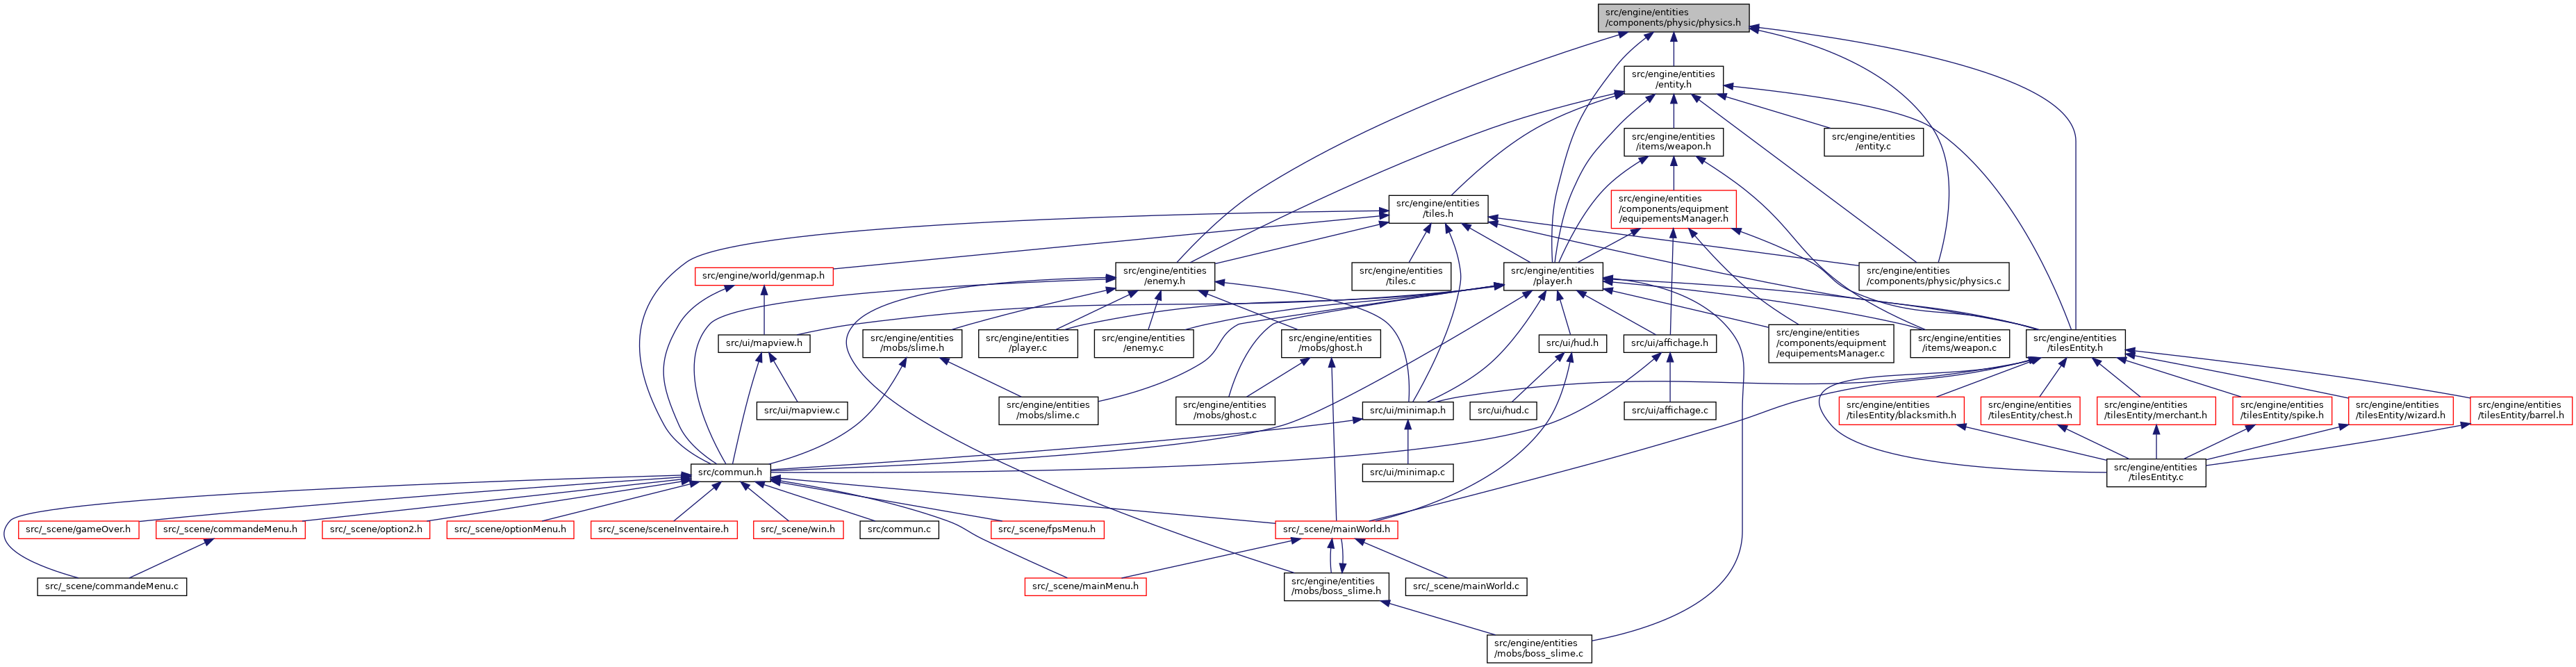 src/engine/entities
/components/physic/physics.h
src/engine/entities
/entity.h
src/engine/entities
/items/weapon.h
src/engine/entities
/entity.c
src/engine/entities
/tiles.h
src/engine/entities
/components/equipment
/equipementsManager.h
src/engine/world/genmap.h
src/engine/entities
/enemy.h
src/engine/entities
/tiles.c
src/engine/entities
/player.h
src/engine/entities
/components/physic/physics.c
src/ui/mapview.h
src/engine/entities
/mobs/slime.h
src/engine/entities
/player.c
src/engine/entities
/enemy.c
src/engine/entities
/mobs/ghost.h
src/ui/hud.h
src/ui/affichage.h
src/engine/entities
/components/equipment
/equipementsManager.c
src/engine/entities
/items/weapon.c
src/engine/entities
/tilesEntity.h
src/ui/mapview.c
src/engine/entities
/mobs/slime.c
src/engine/entities
/mobs/ghost.c
src/ui/minimap.h
src/ui/hud.c
src/ui/affichage.c
src/engine/entities
/tilesEntity/blacksmith.h
src/engine/entities
/tilesEntity/chest.h
src/engine/entities
/tilesEntity/merchant.h
src/engine/entities
/tilesEntity/spike.h
src/engine/entities
/tilesEntity/wizard.h
src/engine/entities
/tilesEntity/barrel.h
src/commun.h
src/ui/minimap.c
src/engine/entities
/tilesEntity.c
src/_scene/gameOver.h
src/_scene/commandeMenu.h
src/_scene/option2.h
src/_scene/optionMenu.h
src/_scene/sceneInventaire.h
src/_scene/win.h
src/commun.c
src/_scene/fpsMenu.h
src/_scene/mainWorld.h
src/_scene/commandeMenu.c
src/_scene/mainMenu.h
src/engine/entities
/mobs/boss_slime.h
src/_scene/mainWorld.c
src/engine/entities
/mobs/boss_slime.c